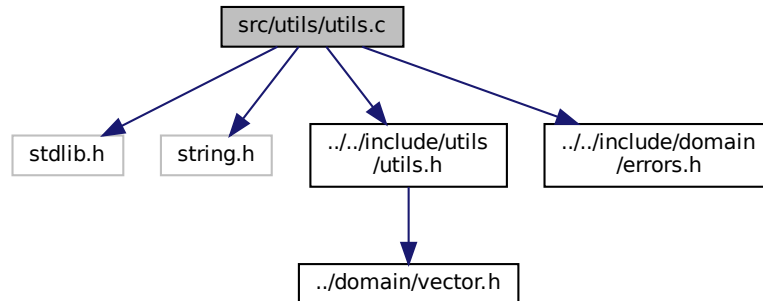 src/utils/utils.c
stdlib.h
string.h
../../include/utils
/utils.h
../../include/domain
/errors.h
../domain/vector.h